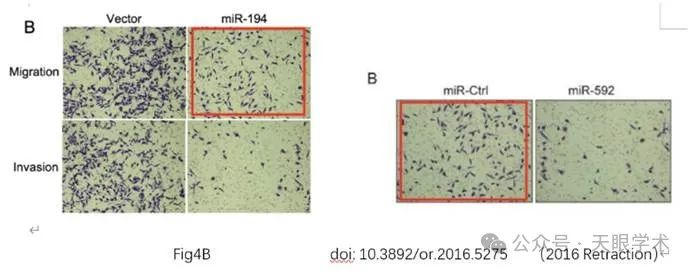 B
Vector
miR-194
Migration
Invasion
B
miR-Ctrl
miR-592
Fig4B
doi: 10.3892/or.2016.5275
(2016 Retraction)
公众号 · 天眼学术